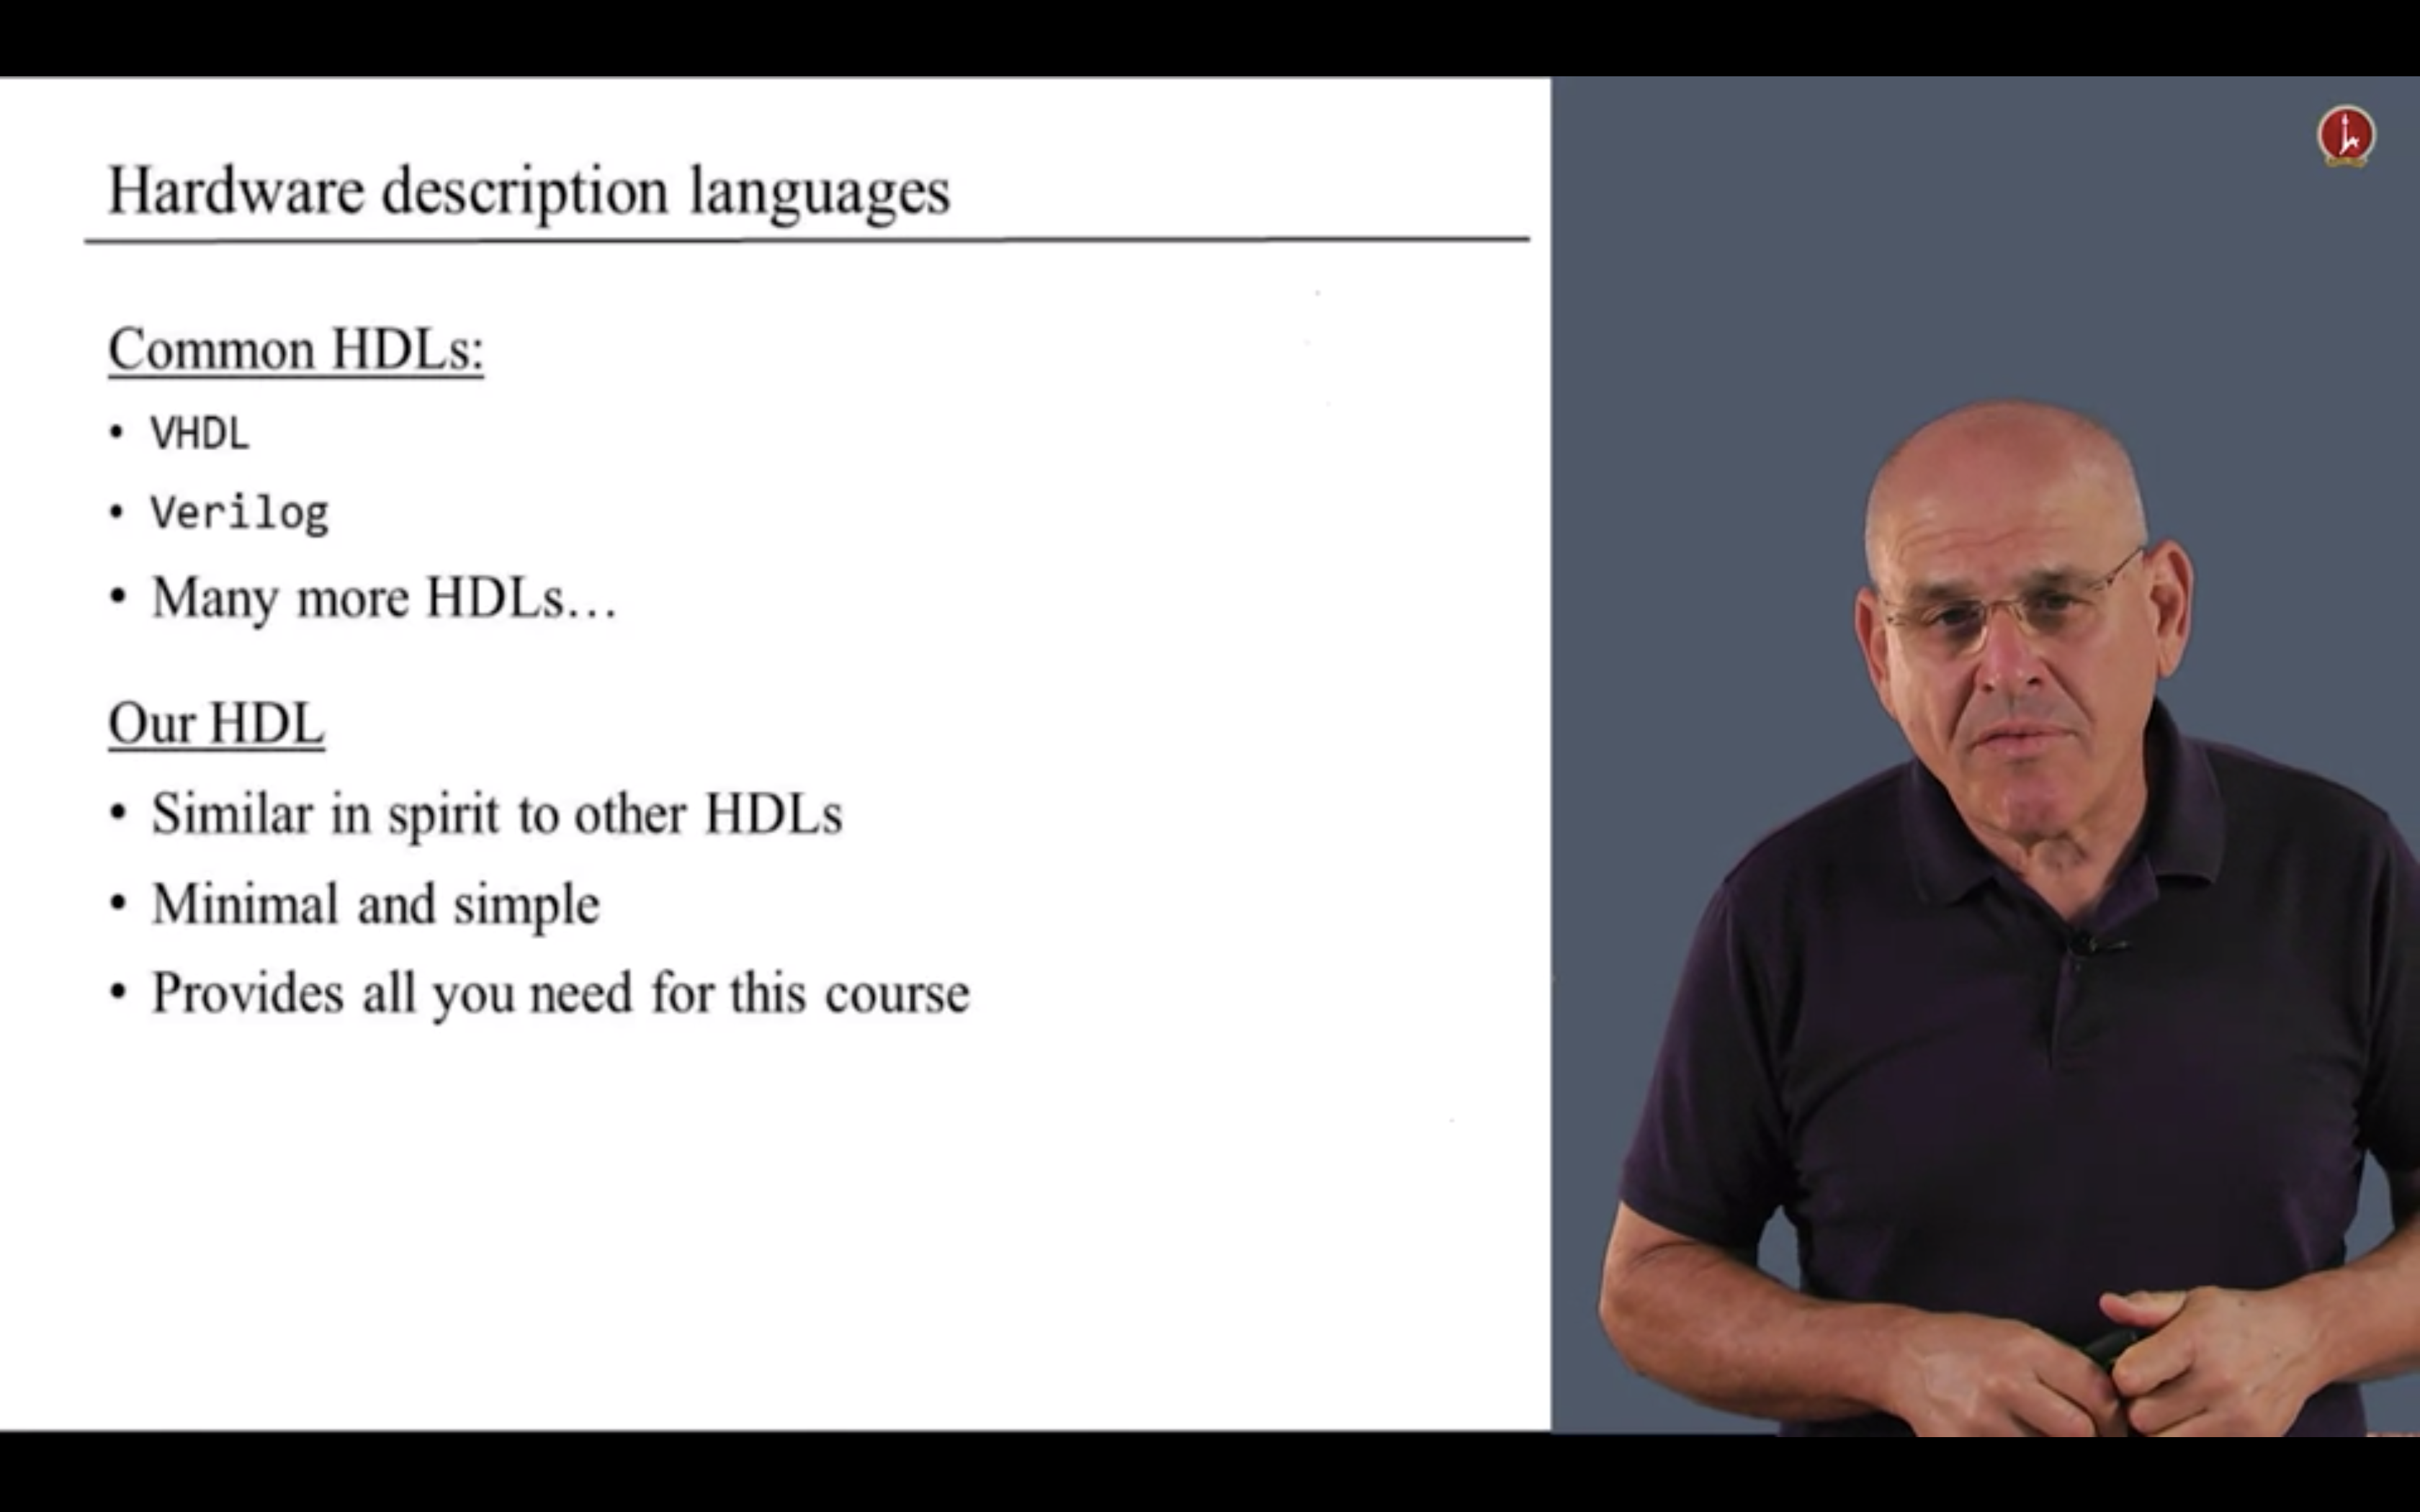 Hardware description languages
Common HDLs:
• VHDL
• Verilog
• Many more HDLs…
Our HDL
• Similar in spirit to other HDLs
• Minimal and simple
• Provides all you need for this course